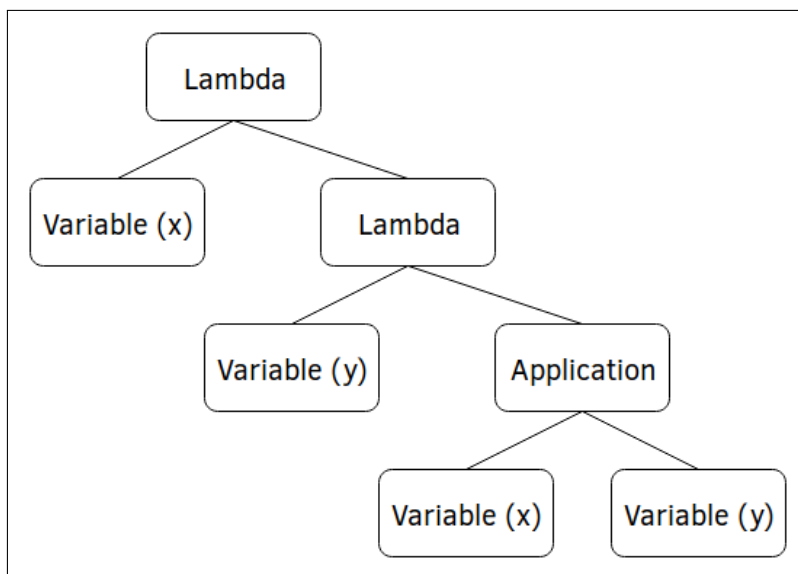 Lambda
Variable (x)
Lambda
Variable (y)
Application
Variable (x)
Variable (y)